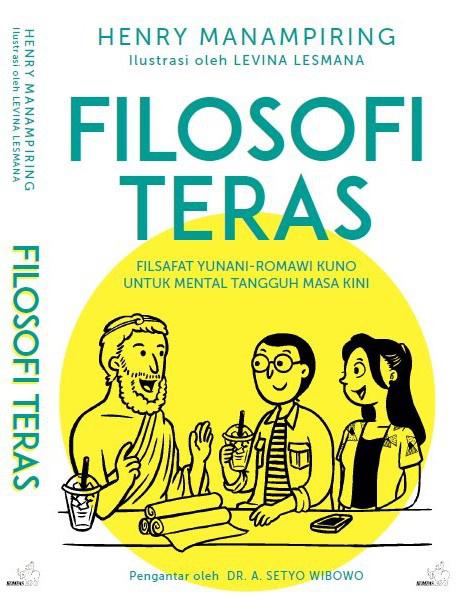 HENRY MANAMPIRING
Ilustrasi oleh LEVINA LESMANA
FILOSOFI
TERAS
FILSAFAT YUNANI-ROMAWI KUNO
UNTUK MENTAL TANGGUH MASA KINI
Pengantar oleh DR. A. SETYO WIBOWO
HENRY MANAMPIRING
Ilustrasi oleh LEVINA LESMANA
FILOSOFI TERAS